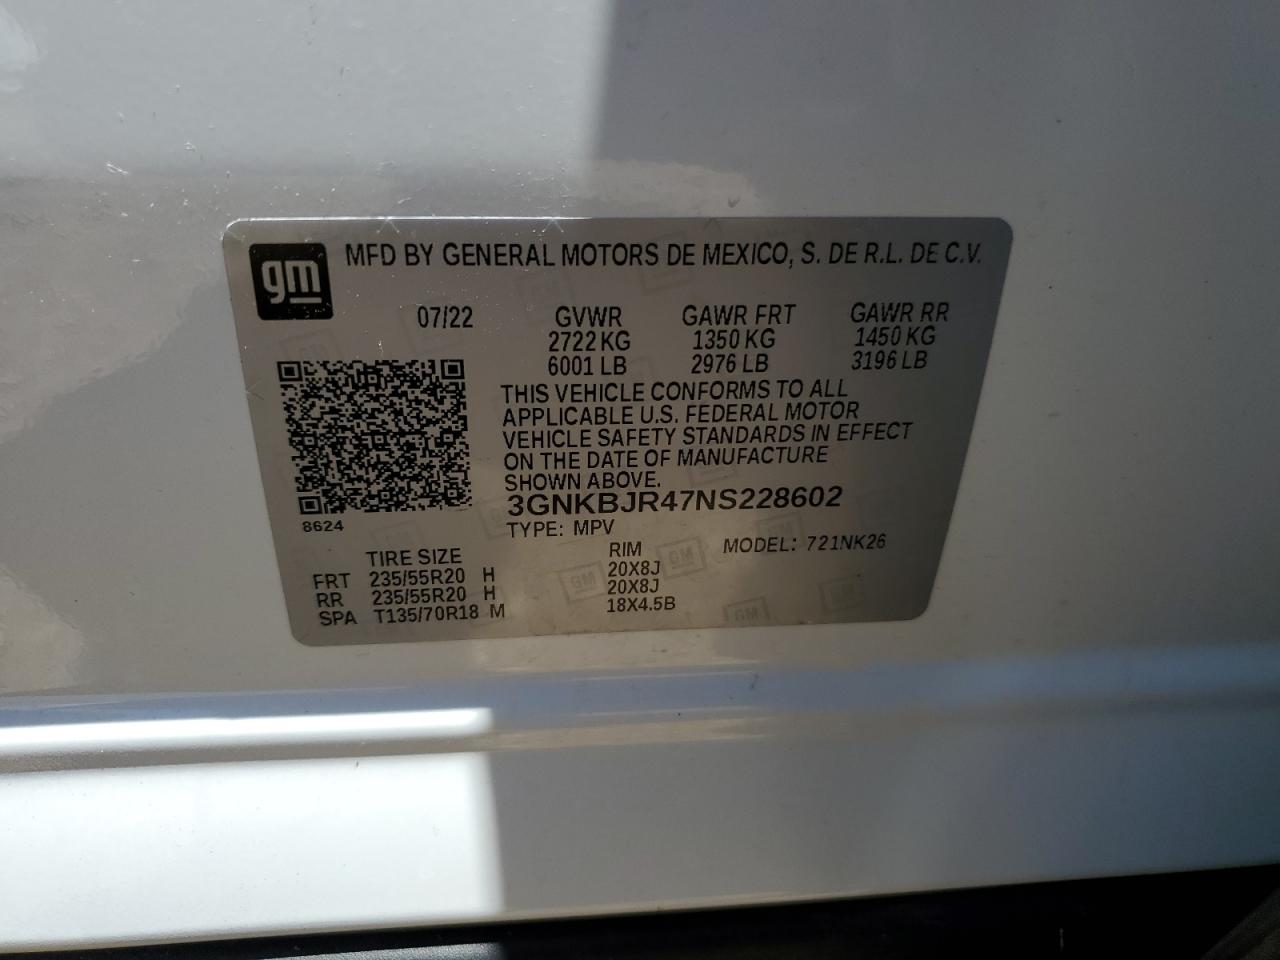 gm
MFD BY GENERAL MOTORS DE MEXICO, S. DE R.L. DE C.V.
07/22 GVWR GAWR FRT GAWR RR
2722 KG 1350 KG 1450 KG
6001 LB 2976 LB 3196 LB
THIS VEHICLE CONFORMS TO ALL
APPLICABLE U.S. FEDERAL MOTOR
VEHICLE SAFETY STANDARDS IN EFFECT
ON THE DATE OF MANUFACTURE
SHOWN ABOVE.
3GNKBJR47NS228602
8624
TYPE: MPV
MODEL: 721NK26
TIRE SIZE RIM
FRT 235/55R20 H 20X8J
RR 235/55R20 H 20X8J
SPA T135/70R18 M 18X4.5B
GM
GM
GM